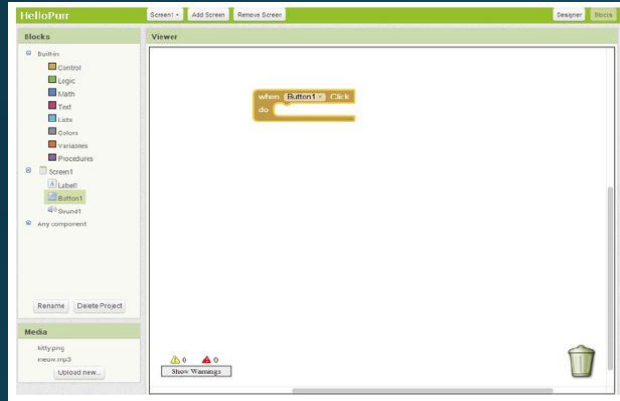 HelloPurr
Screen1 Add Screen Remove Screen Designer Blocks
Blocks
Viewer
Built-in
Control
Logic
Math
Text
Lists
Colors
Variables
Procedures
Screen1
Label1
Button1
Sound1
Any component
Rename Delete Project
Media
kitty.png
meow.mp3
Upload new...
when Button1 .Click
do
0 0
Show Warnings